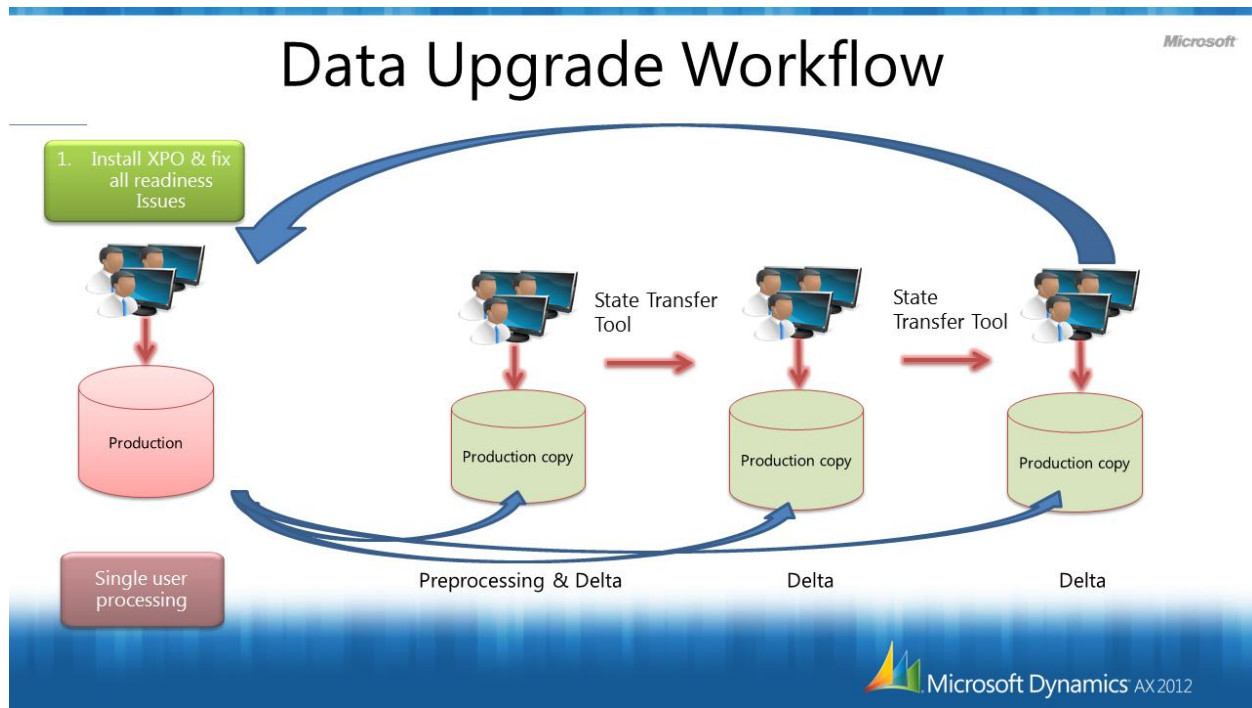 Data Upgrade Workflow
Microsoft
1. Install XPO & fix
all readiness
Issues
State Transfer
Tool
State
Transfer Tool
Production
Production copy
Production copy
Production copy
Single user
processing
Preprocessing & Delta
Delta
Delta
Microsoft Dynamics AX 2012